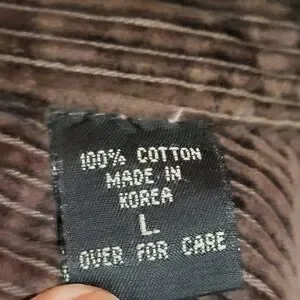 100% COTTON
MADE IN
KOREA
L
OVER FOR CARE